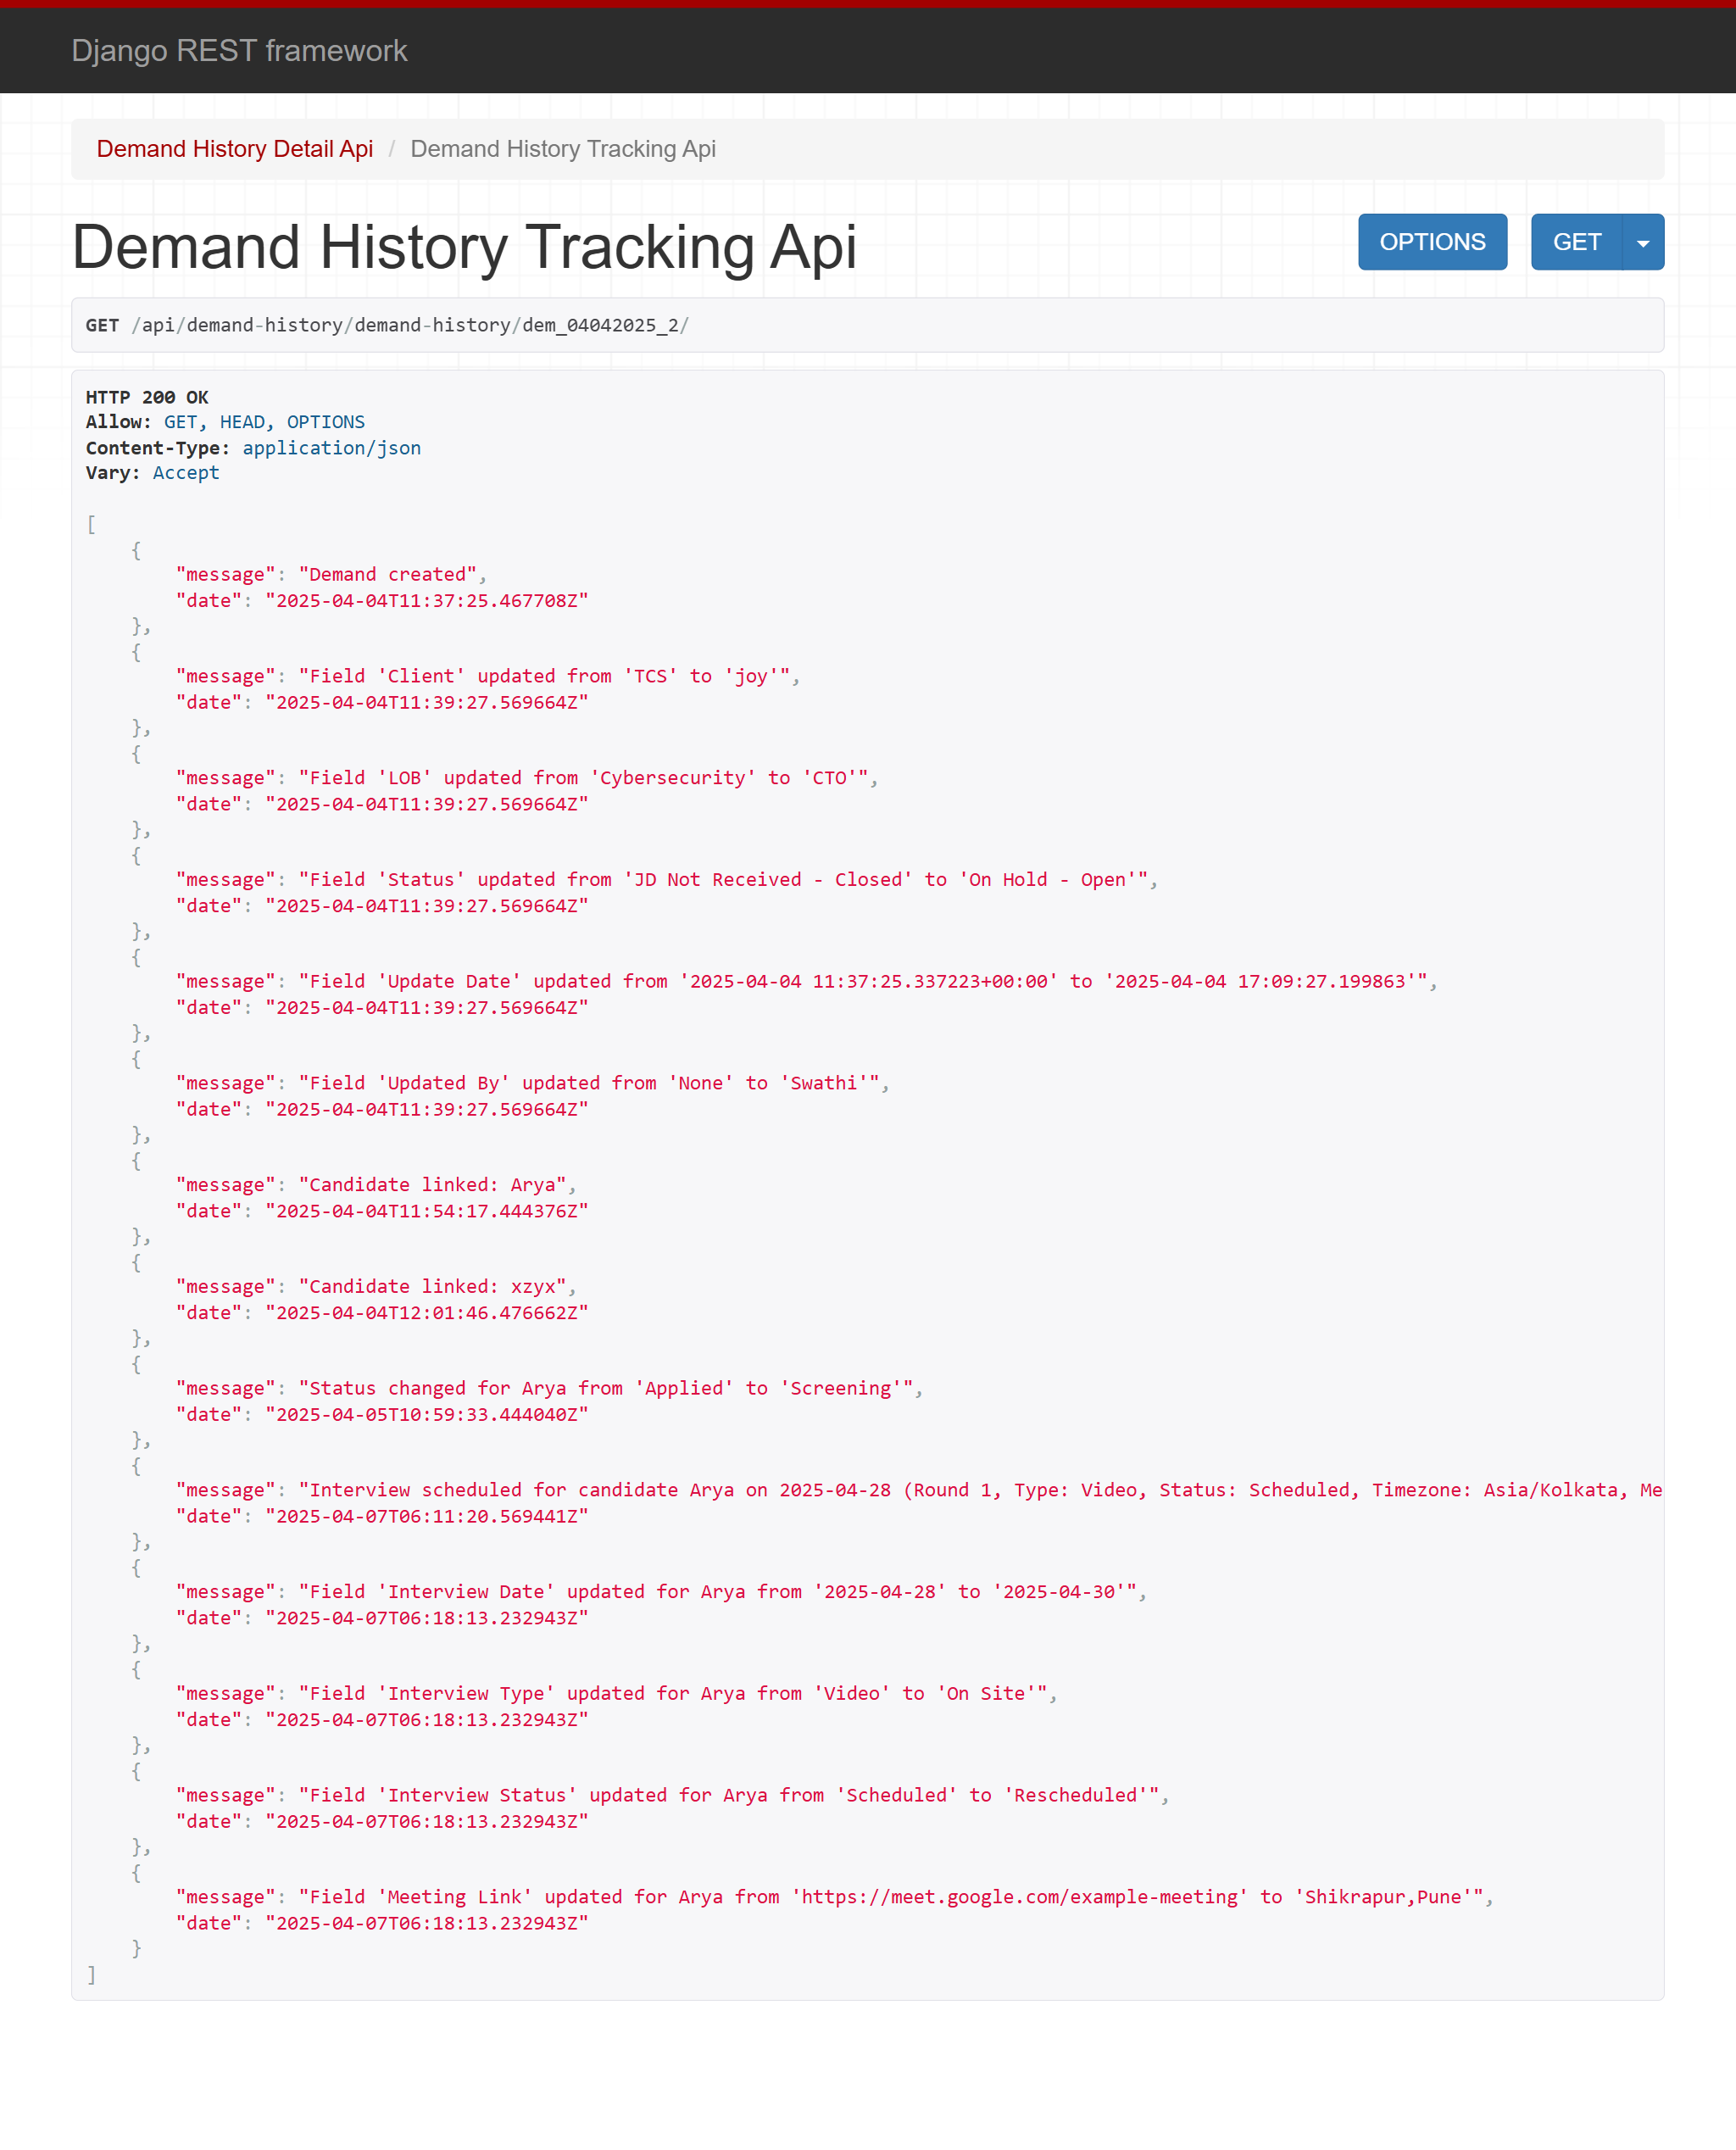 Django REST framework
Demand History Detail Api / Demand History Tracking Api
Demand History Tracking Api
OPTIONS
GET
GET /api/demand-history/demand-history/dem_04042025_2/
HTTP 200 OK
Allow: GET, HEAD, OPTIONS
Content-Type: application/json
Vary: Accept
[
    {
        "message": "Demand created",
        "date": "2025-04-04T11:37:25.467708Z"
    },
    {
        "message": "Field 'Client' updated from 'TCS' to 'joy'",
        "date": "2025-04-04T11:39:27.569664Z"
    },
    {
        "message": "Field 'LOB' updated from 'Cybersecurity' to 'CTO'",
        "date": "2025-04-04T11:39:27.569664Z"
    },
    {
        "message": "Field 'Status' updated from 'JD Not Received - Closed' to 'On Hold - Open'",
        "date": "2025-04-04T11:39:27.569664Z"
    },
    {
        "message": "Field 'Update Date' updated from '2025-04-04 11:37:25.337223+00:00' to '2025-04-04 17:09:27.199863'",
        "date": "2025-04-04T11:39:27.569664Z"
    },
    {
        "message": "Field 'Updated By' updated from 'None' to 'Swathi'",
        "date": "2025-04-04T11:39:27.569664Z"
    },
    {
        "message": "Candidate linked: Arya",
        "date": "2025-04-04T11:54:17.444376Z"
    },
    {
        "message": "Candidate linked: xzyx",
        "date": "2025-04-04T12:01:46.476662Z"
    },
    {
        "message": "Status changed for Arya from 'Applied' to 'Screening'",
        "date": "2025-04-05T10:59:33.444040Z"
    },
    {
        "message": "Interview scheduled for candidate Arya on 2025-04-28 (Round 1, Type: Video, Status: Scheduled, Timezone: Asia/Kolkata, Me
        "date": "2025-04-07T06:11:20.569441Z"
    },
    {
        "message": "Field 'Interview Date' updated for Arya from '2025-04-28' to '2025-04-30'",
        "date": "2025-04-07T06:18:13.232943Z"
    },
    {
        "message": "Field 'Interview Type' updated for Arya from 'Video' to 'On Site'",
        "date": "2025-04-07T06:18:13.232943Z"
    },
    {
        "message": "Field 'Interview Status' updated for Arya from 'Scheduled' to 'Rescheduled'",
        "date": "2025-04-07T06:18:13.232943Z"
    },
    {
        "message": "Field 'Meeting Link' updated for Arya from 'https://meet.google.com/example-meeting' to 'Shikrapur,Pune'",
        "date": "2025-04-07T06:18:13.232943Z"
    }
]